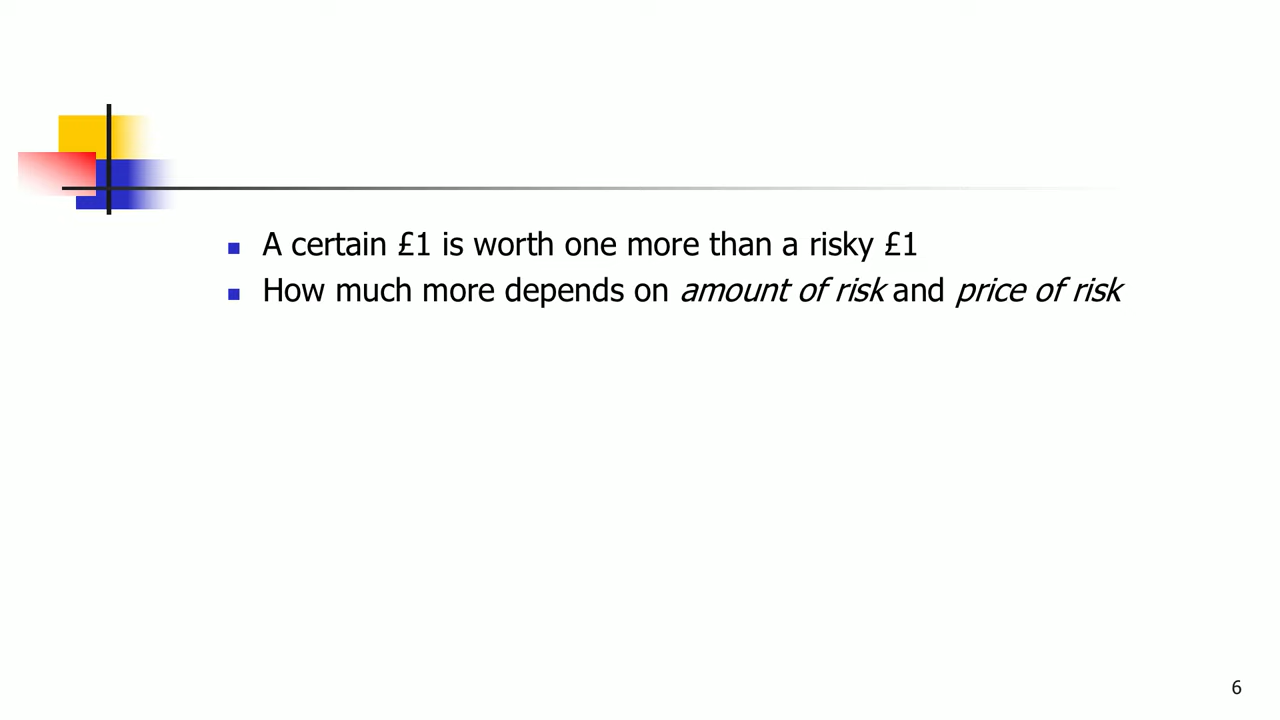 A certain £1 is worth one more than a risky £1
How much more depends on amount of risk and price of risk
6